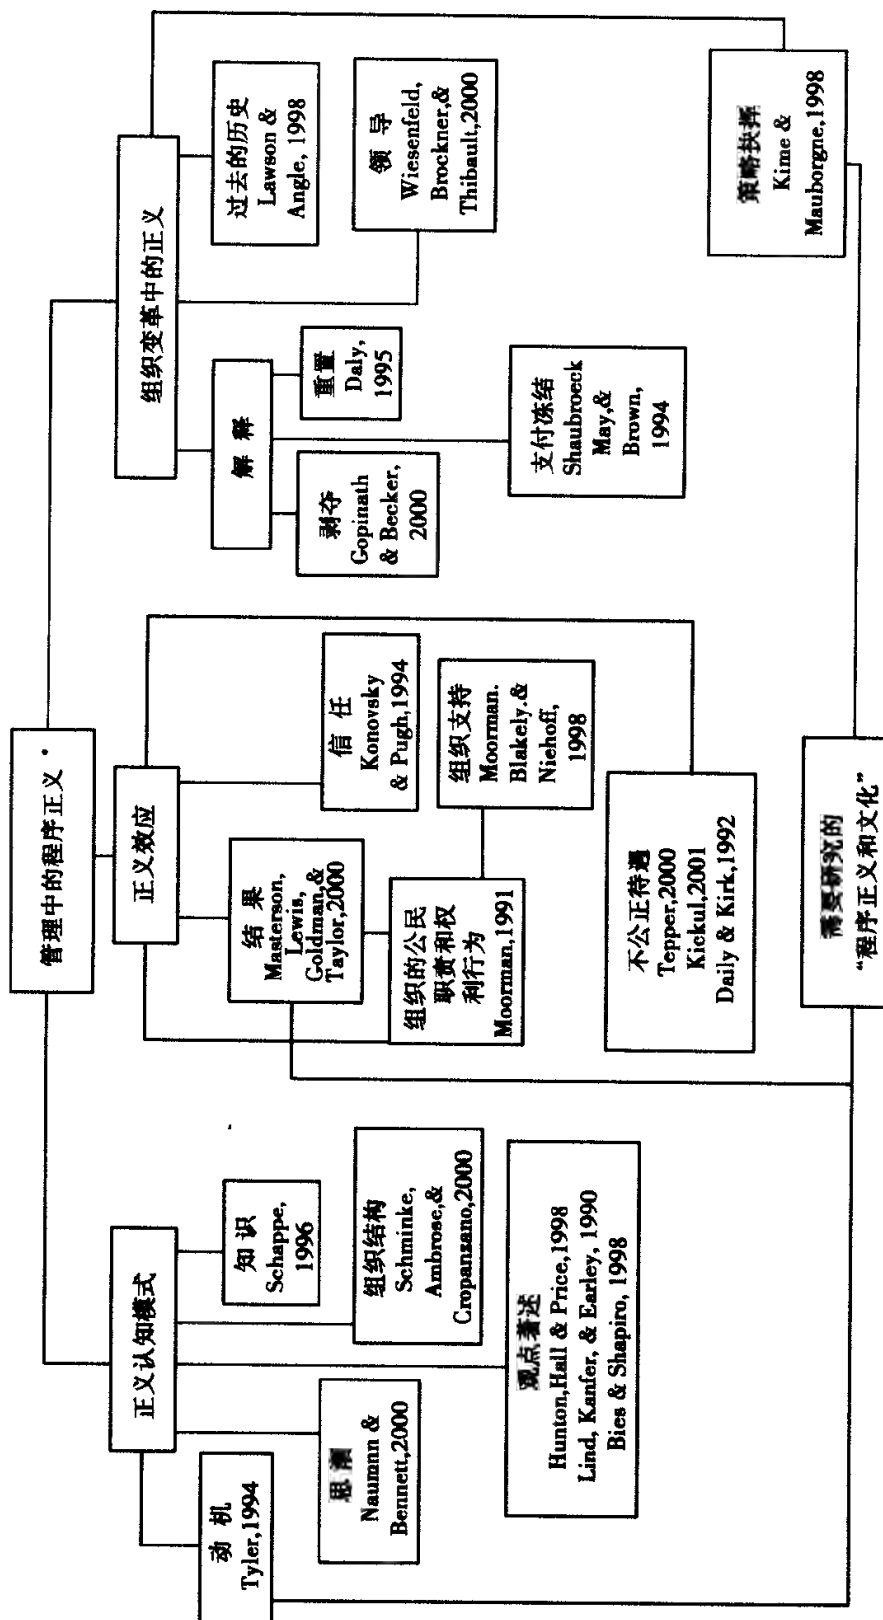 管理中的程序正义
正义认知模式
正义效应
组织变革中的正义
动 机
Tyler,1994
思 潮
Naumnn &
Bennett,2000
知 识
Schappe,
1996
组织结构
Schminke,
Ambrose,&
Cropanzano,2000
观点著述
Hunton,Hall & Price,1998
Lind, Kanfer, & Earley, 1990
Bies & Shapiro, 1998
结 果
Masterson,
Lewis,
Goldman,&
Taylor,2000
信 任
Konovsky
& Pugh,1994
组织的公民
职责和权
利行为
Moorman,1991
组织支持
Moorman.
Blakely.&
Niehoff,
1998
不公正待遇
Tepper,2000
Kickul,2001
Daily & Kirk,1992
解 释
剥夺
Gopinath
& Becker,
2000
重置
Daly,
1995
支付冻结
Shaubroeck
May,&
Brown,
1994
过去的历史
Lawson &
Angle, 1998
领 导
Wiesenfeld,
Brockner,&
Thibault,2000
策略抉择
Kime &
Mauborgne,1998
需要研究的
“程序正义和文化”